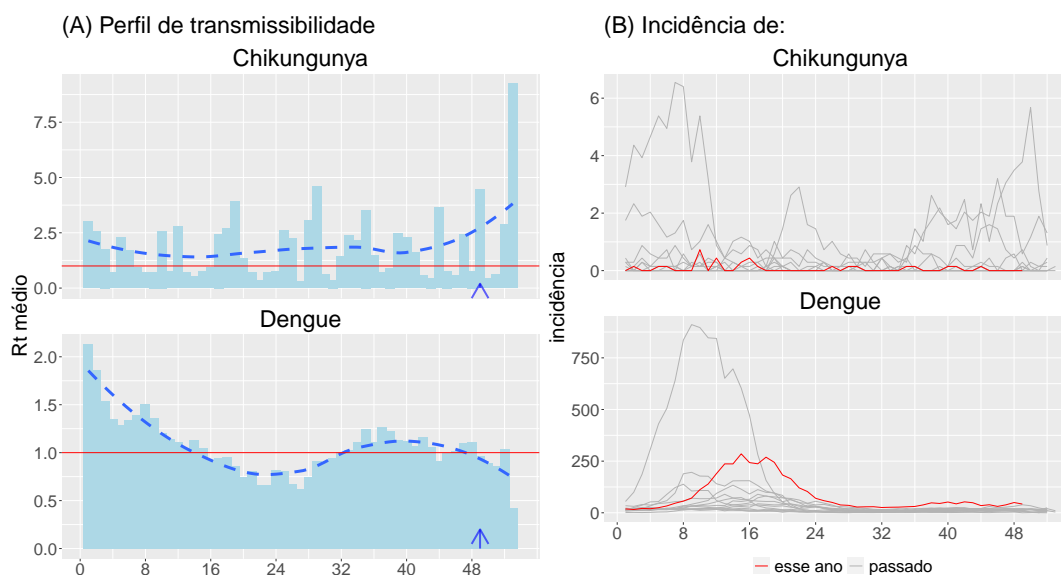 (A) Perfil de transmissibilidade
Chikungunya
7.5
5.0
2.5
0.0
Dengue
2.0
1.5
1.0
0.5
0.0
0 8 16 24 32 40 48
Rt médio
(B) Incidência de:
Chikungunya
6
4
2
0
Dengue
750
500
250
0
0 8 16 24 32 40 48
incidência
esse ano passado